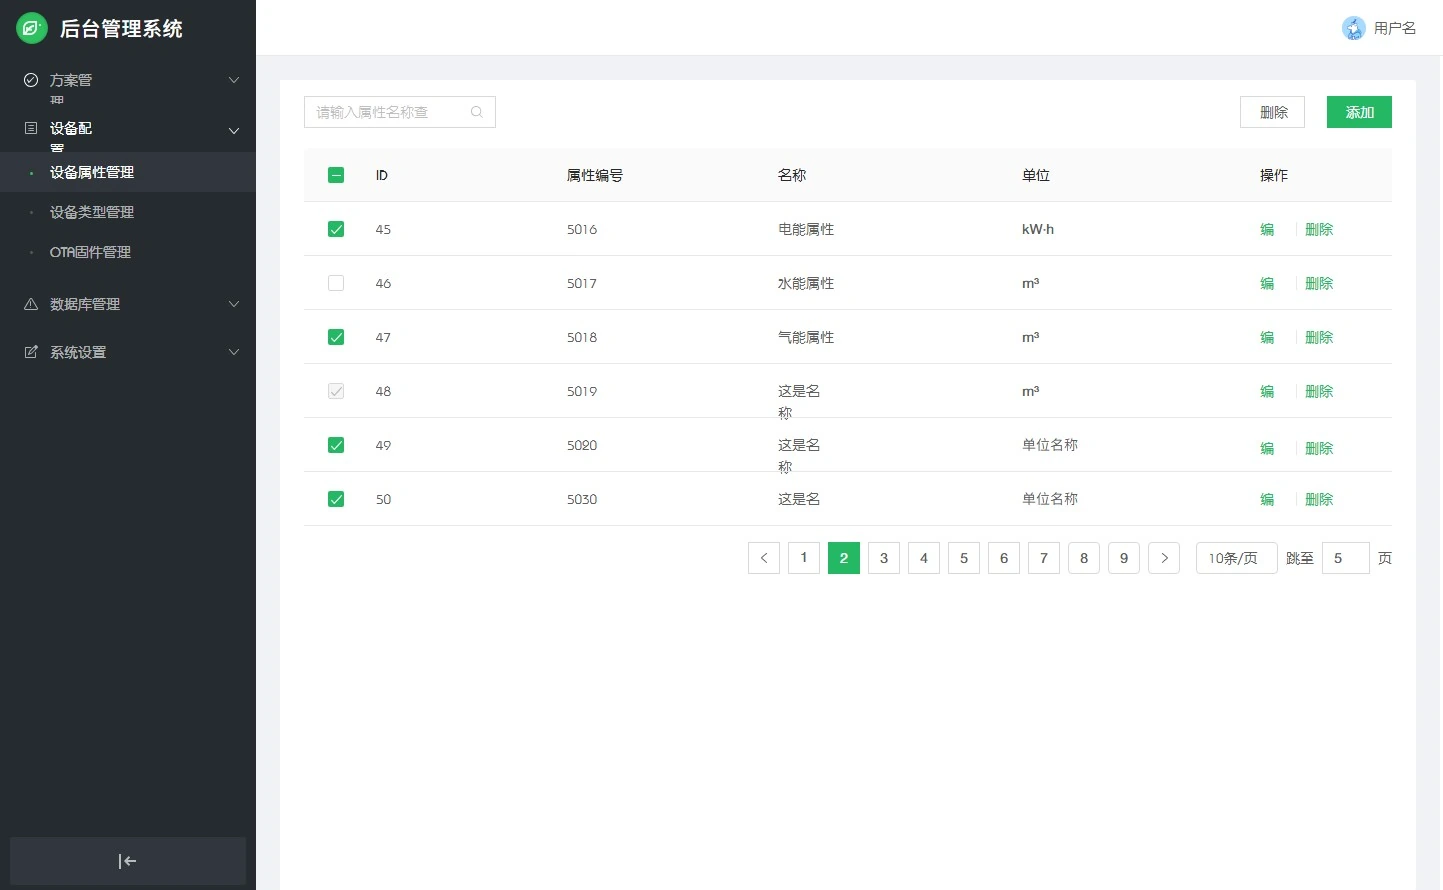 后台管理系统
用户名
方案管
理
设备配
置
设备属性管理
设备类型管理
OTA固件管理
数据库管理
系统设置
请输入属性名称查
删除
添加
ID 属性编号 名称 单位 操作
45 5016 电能属性 kW·h 编 删除
46 5017 水能属性 m³ 编 删除
47 5018 气能属性 m³ 编 删除
48 5019 这是名 m³ 编 删除
称
49 5020 这是名 单位名称 编 删除
称
50 5030 这是名 单位名称 编 删除
1 2 3 4 5 6 7 8 9 10条/页 跳至 5 页